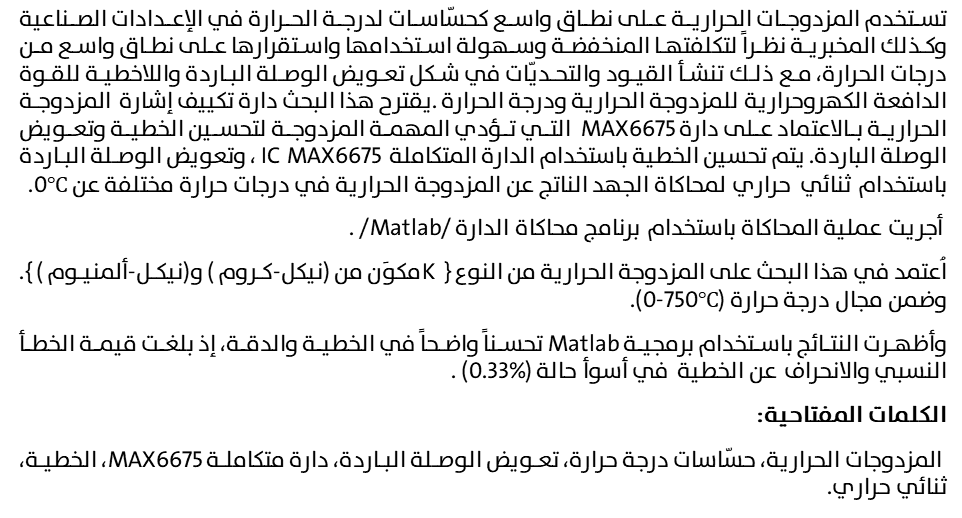 تستخدم المزدوجات الحرارية على نطاق واسع كحسّاسات لدرجة الحرارة في الإعدادات الصناعية
وكذلك المخبرية نظراً لتكلفتها المنخفضة وسهولة استخدامها واستقرارها على نطاق واسع من
درجات الحرارة، مع ذلك تنشأ القيود والتحديّات في شكل تعويض الوصلة الباردة واللاخطية للقوة
الدافعة الكهروحرارية للمزدوجة الحرارية ودرجة الحرارة .يقترح هذا البحث دارة تكييف إشارة المزدوجة
الحرارية بالاعتماد على دارة MAX6675 التي تؤدي المهمة المزدوجة لتحسين الخطية وتعويض
الوصلة الباردة. يتم تحسين الخطية باستخدام الدارة المتكاملة IC MAX6675 ، وتعويض الوصلة الباردة
باستخدام ثنائي حراري لمحاكاة الجهد الناتج عن المزدوجة الحرارية في درجات حرارة مختلفة عن 0°C.
أجريت عملية المحاكاة باستخدام برنامج محاكاة الدارة /Matlab/ .
اُعتمد في هذا البحث على المزدوجة الحرارية من النوع { K مكوَن من (نيكل-كروم ) و(نيكل-ألمنيوم ) }.
وضمن مجال درجة حرارة (0-750°C).
وأظهرت النتائج باستخدام برمجية Matlab تحسناً واضحاً في الخطية والدقة، إذ بلغت قيمة الخطأ
النسبي والانحراف عن الخطية في أسوأ حالة (0.33%) .
الكلمات المفتاحية:
المزدوجات الحرارية، حسّاسات درجة حرارة، تعويض الوصلة الباردة، دارة متكاملة MAX6675، الخطية،
ثنائي حراري.